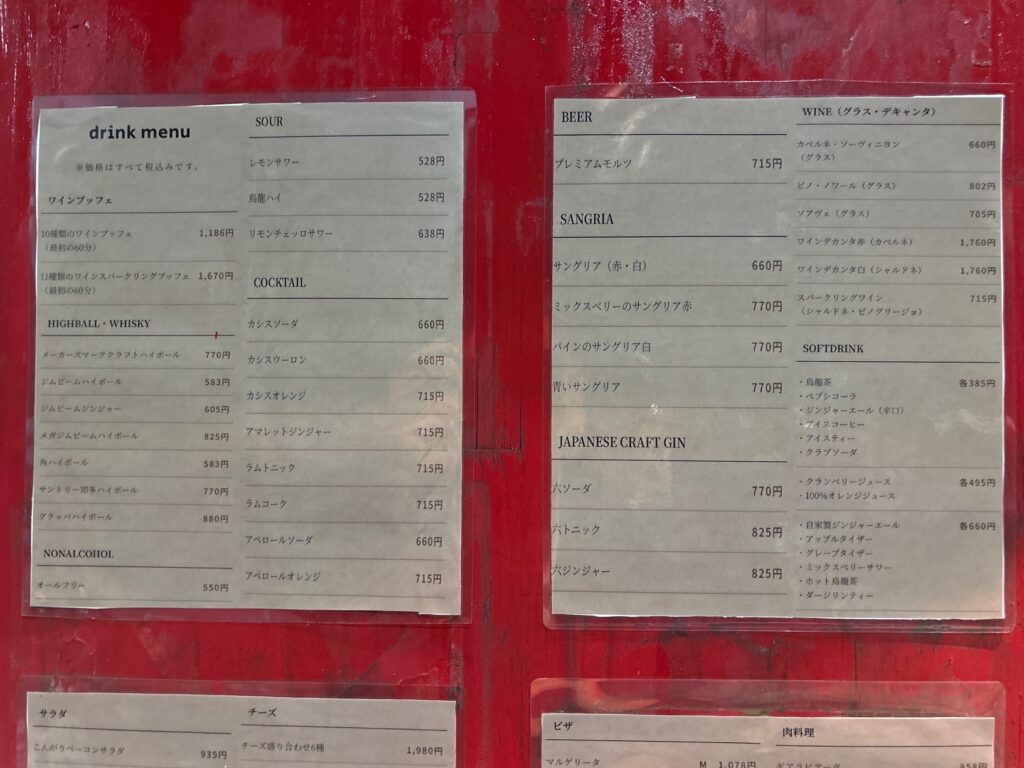 drink menu
※価格はすべて税込みです。
ワインブッフェ
10種類のワインブッフェ 1,186円
(最初の60分)
11種類のワインスパークリングブッフェ 1,670円
(最初の60分)
HIGHBALL・WHISKY
メーカーズマーククラフトハイボール 770円
ジムビームハイボール 583円
ジムビームジンジャー 605円
メガジムビームハイボール 825円
角ハイボール 583円
サントリー知多ハイボール 770円
グラッパハイボール 880円
NONALCOHOL
オールフリー 550円
SOUR
レモンサワー 528円
烏龍ハイ 528円
リモンチェッロサワー 638円
COCKTAIL
カシスソーダ 660円
カシスウーロン 660円
カシスオレンジ 715円
アマレットジンジャー 715円
ラムトニック 715円
ラムコーク 715円
アペロールソーダ 660円
アペロールオレンジ 715円
BEER
プレミアムモルツ 715円
SANGRIA
サングリア(赤・白) 660円
ミックスベリーのサングリア赤 770円
パインのサングリア白 770円
青いサングリア 770円
JAPANESE CRAFT GIN
六ソーダ 770円
六トニック 825円
六ジンジャー 825円
WINE(グラス・デキャンタ)
カベルネ・ソーヴィニヨン 660円
(グラス)
ピノ・ノワール(グラス) 802円
ソアヴェ(グラス) 705円
ワインデカンタ赤(カベルネ) 1,760円
ワインデカンタ白(シャルドネ) 1,760円
スパークリングワイン 715円
(シャルドネ・ピノグリージョ)
SOFTDRINK
・烏龍茶 各385円
・ペプシコーラ
・ジンジャーエール(辛口)
・アイスコーヒー
・アイスティー
・クラブソーダ
・クランベリージュース 各495円
・100%オレンジジュース
・自家製ジンジャーエール 各660円
・アップルタイザー
・グレープタイザー
・ミックスベリーサワー
・ホット烏龍茶
・ダージリンティー
サラダ
こんがりベーコンサラダ 935円
チーズ
チーズ盛り合わせ6種 1,980円
ピザ
マルゲリータ M 1,078円
肉料理